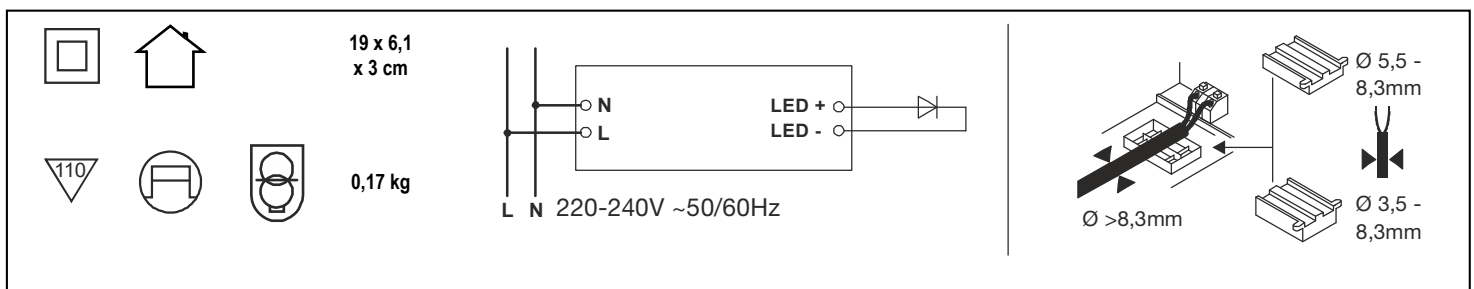 19 x 6,1
x 3 cm
110
0,17 kg
N
L
LED +
LED -
L N 220-240V ~50/60Hz
Ø >8,3mm
Ø 5,5 -
8,3mm
Ø 3,5 -
8,3mm